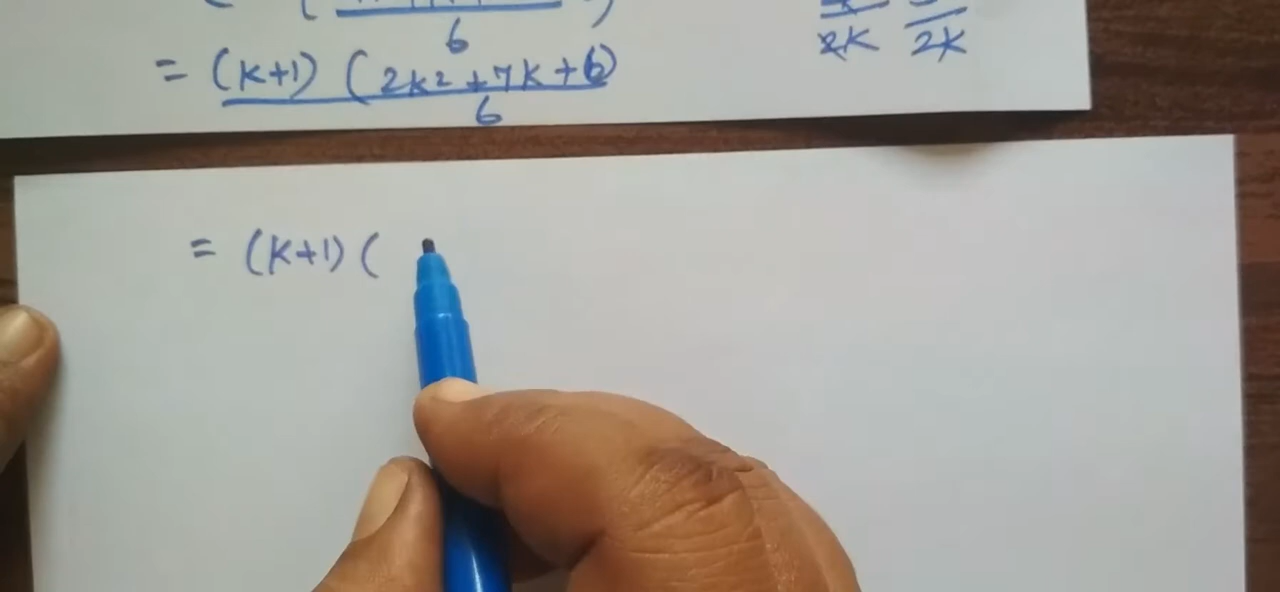 6
= (k+1) (2k² + 7k + 6)
6
2k 2k
= (k+1) (